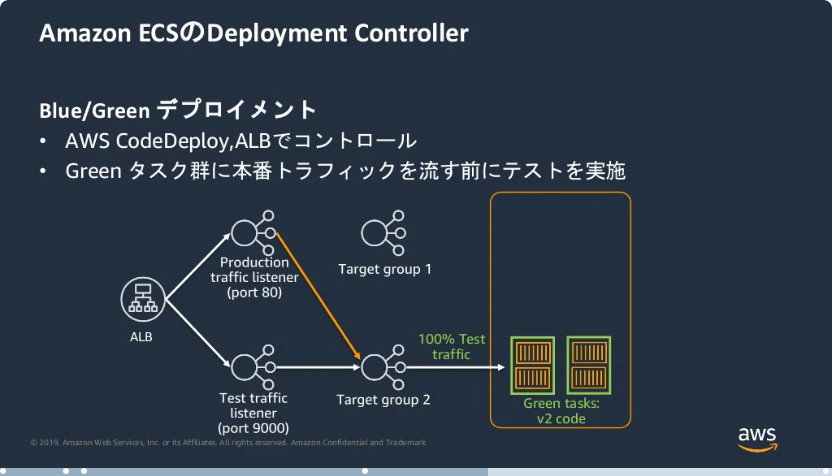 Amazon ECSのDeployment Controller
Blue/Green デプロイメント
• AWS CodeDeploy,ALBでコントロール
• Green タスク群に本番トラフィックを流す前にテストを実施
Production
traffic listener
(port 80)
Target group 1
ALB
100% Test
traffic
Test traffic
listener
(port 9000)
Target group 2
Green tasks:
v2 code
© 2019, Amazon Web Services, Inc. or its Affiliates. All rights reserved. Amazon Confidential and Trademark
aws